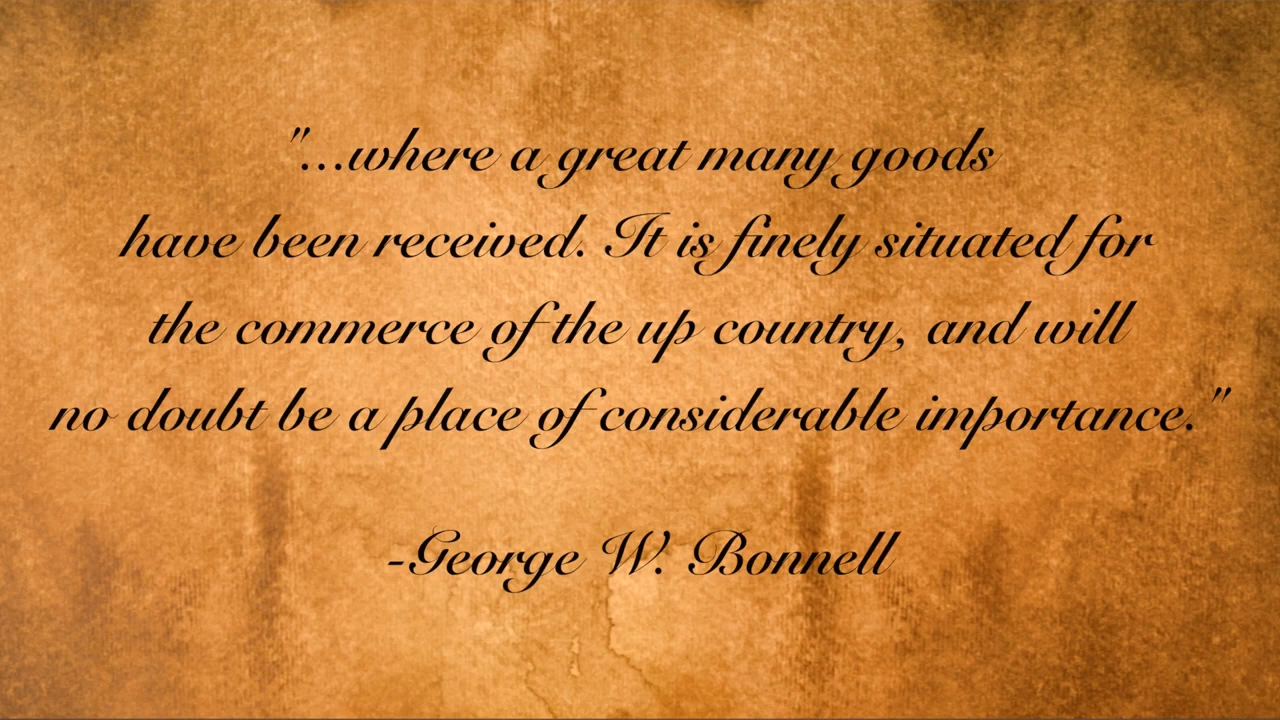 "...where a great many goods
have been received. It is finely situated for
the commerce of the up country, and will
no doubt be a place of considerable importance."
-George W. Bonnell